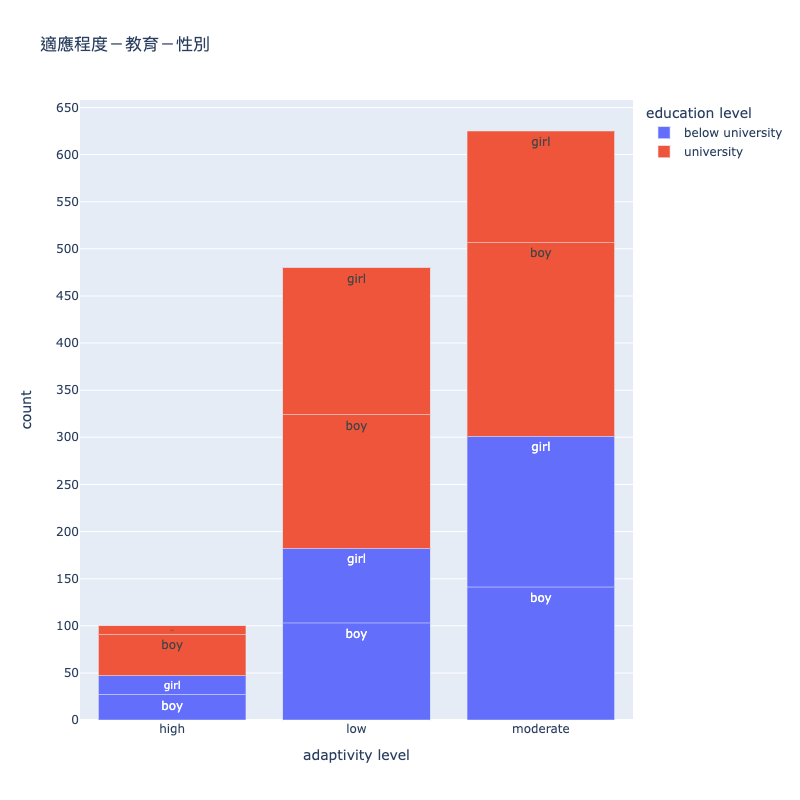 適應程度－教育－性別
education level
below university
university
count
650
600
550
500
450
400
350
300
250
200
150
100
50
0
boy
girl
boy
boy
girl
boy
girl
boy
girl
boy
girl
high
low
moderate
adaptivity level